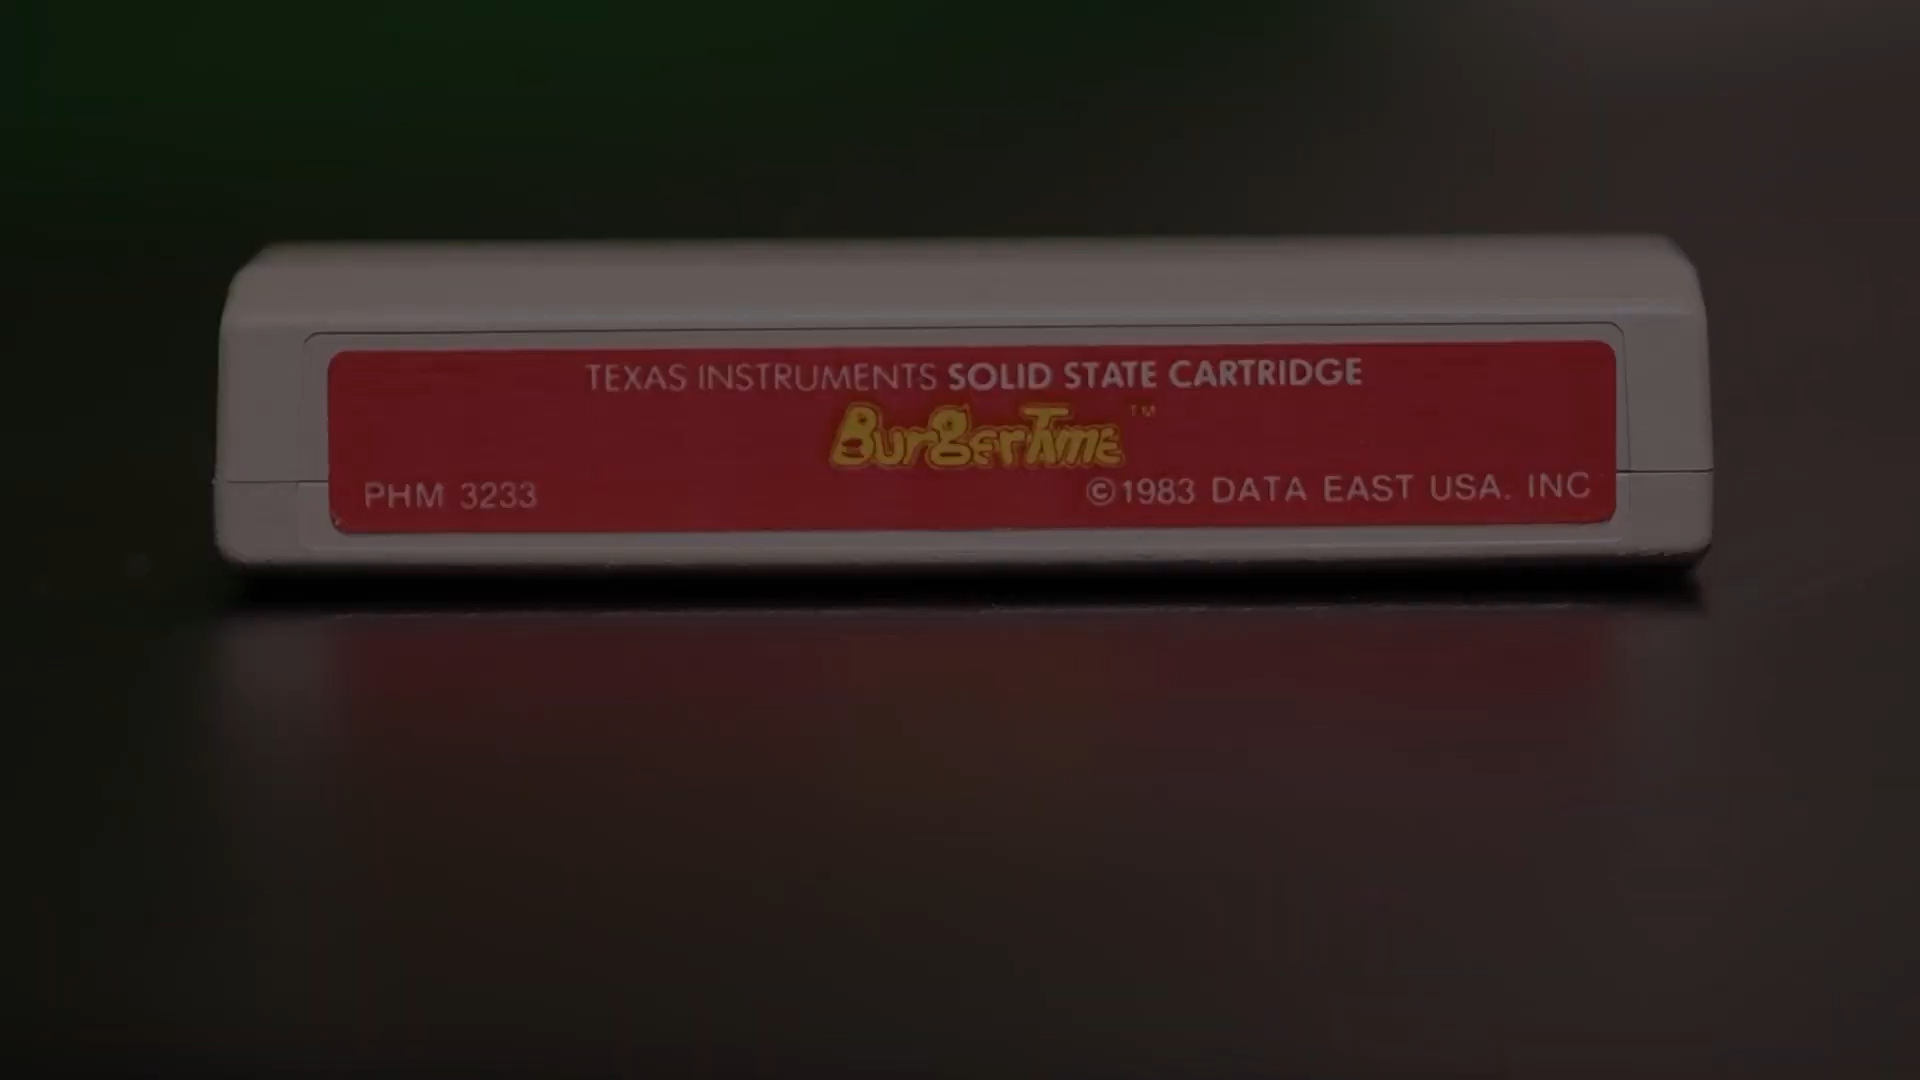 TEXAS INSTRUMENTS SOLID STATE CARTRIDGE
BurgerTime™
PHM 3233
©1983 DATA EAST USA. INC